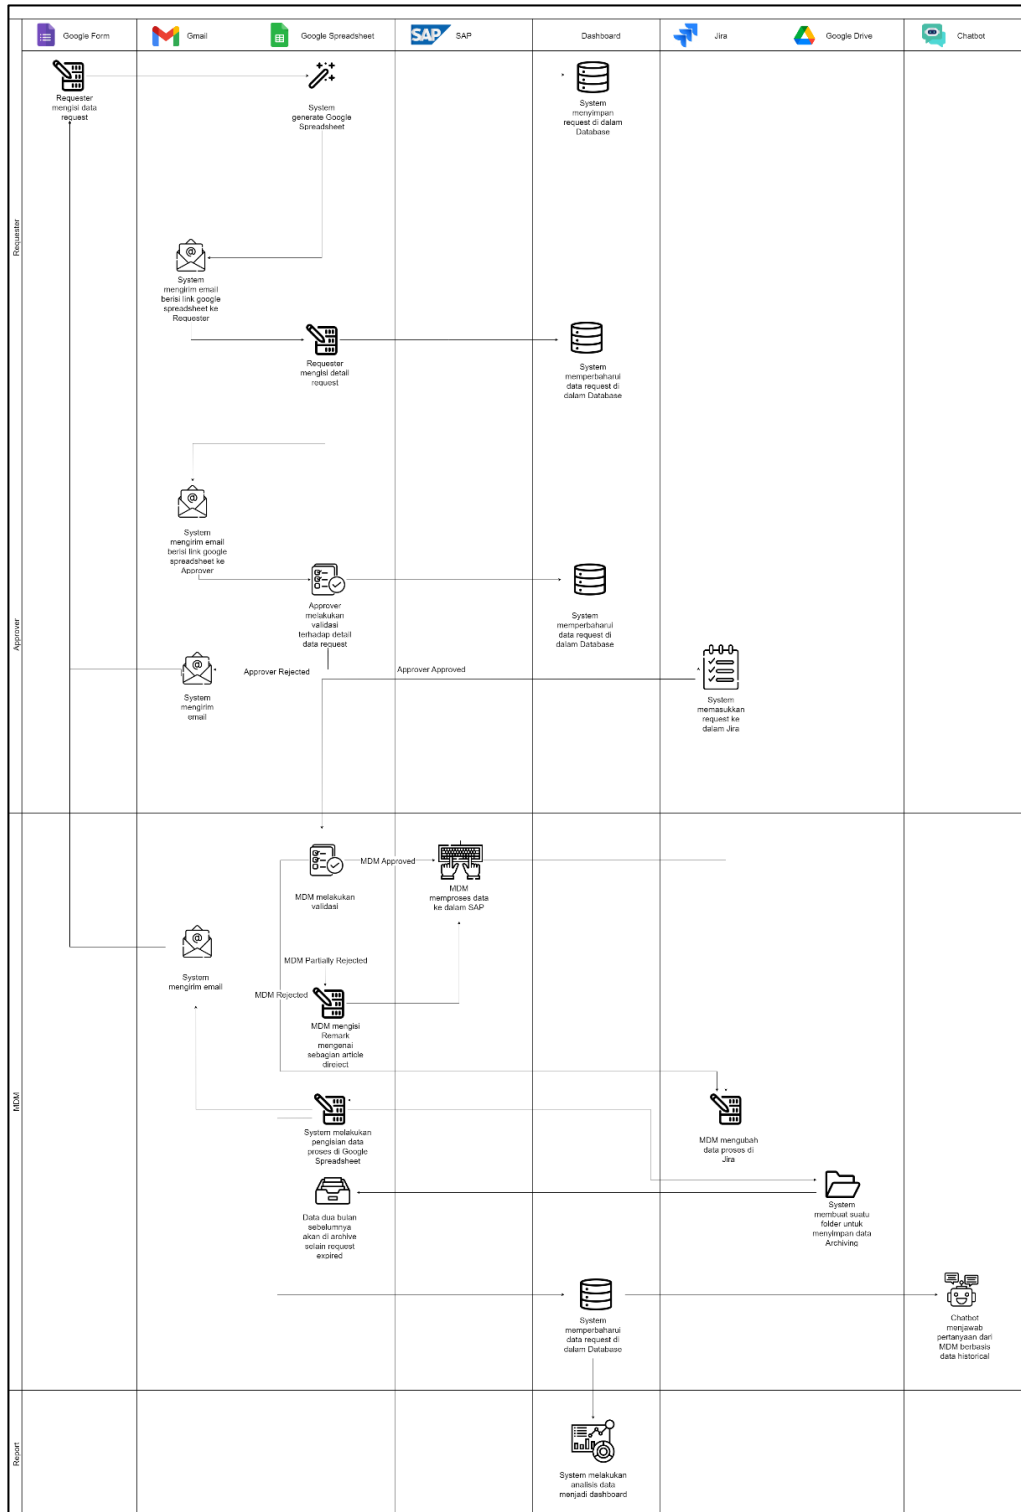 Google Form
Gmail
Google Spreadsheet
SAP
SAP
Dashboard
Jira
Google Drive
Chatbot
Requester
Requester
mengisi data
request
System
generate Google
Spreadsheet
System
menyimpan
request di dalam
Database
System
mengirim email
berisi link google
spreadsheet ke
Requester
Requester
mengisi detail
request
System
memperbaharui
data request di
dalam Database
Approver
System
mengirim email
berisi link google
spreadsheet ke
Approver
Approver
melakukan
validasi
terhadap detail
data request
System
memperbaharui
data request di
dalam Database
Approver Rejected
Approver Approved
System
mengirim
email
System
memasukkan
request ke
dalam Jira
MDM
MDM melakukan
validasi
MDM Approved
MDM
memproses data
ke dalam SAP
System
mengirim email
MDM Partially Rejected
MDM Rejected
MDM mengisi
Remark
mengenai
sebagian article
direject
System melakukan
pengisian data
proses di Google
Spreadsheet
MDM mengubah
data proses di
Jira
Data dua bulan
sebelumnya
akan di archive
selain request
expired
System
membuat suatu
folder untuk
menyimpan data
Archiving
System
memperbaharui
data request di
dalam Database
Chatbot
menjawab
pertanyaan dari
MDM berbasis
data historical
Report
System melakukan
analisis data
menjadi dashboard